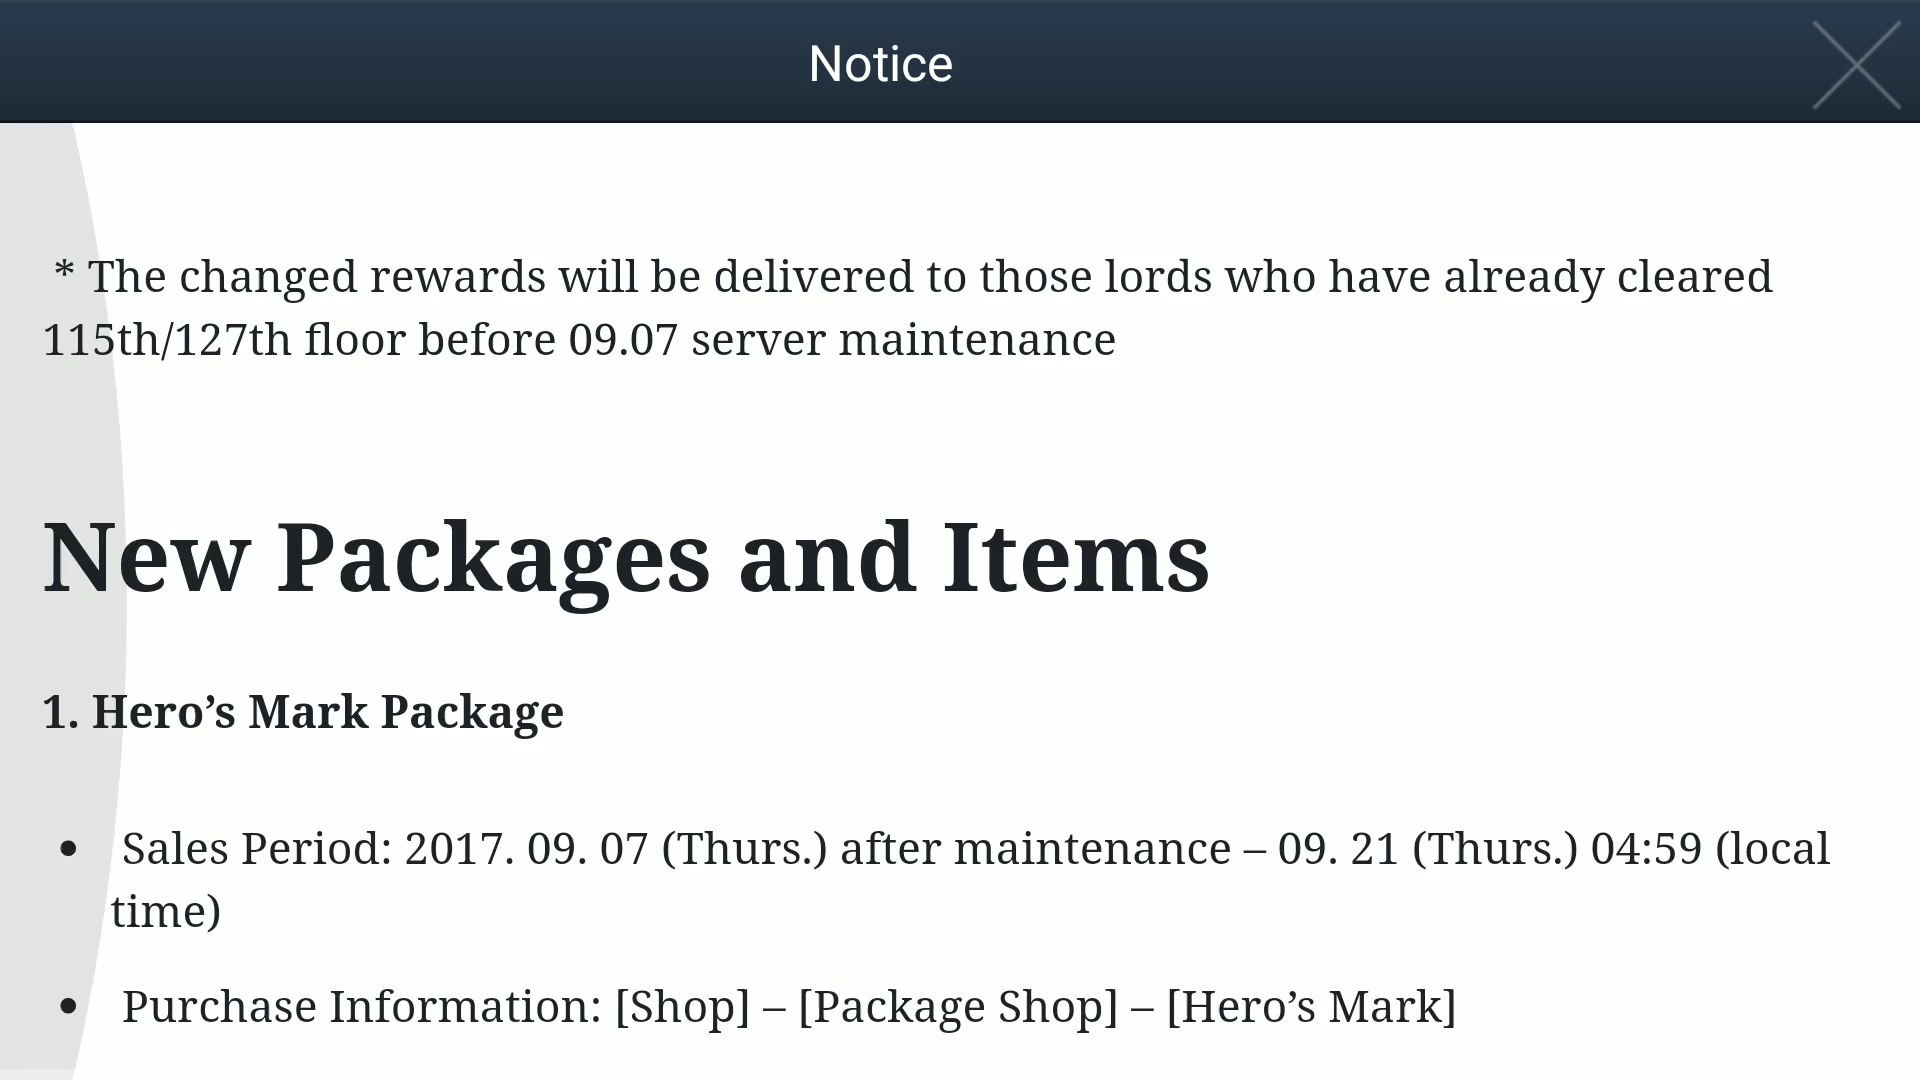 Notice
* The changed rewards will be delivered to those lords who have already cleared
115th/127th floor before 09.07 server maintenance
New Packages and Items
1. Hero’s Mark Package
• Sales Period: 2017. 09. 07 (Thurs.) after maintenance – 09. 21 (Thurs.) 04:59 (local
time)
• Purchase Information: [Shop] – [Package Shop] – [Hero’s Mark]